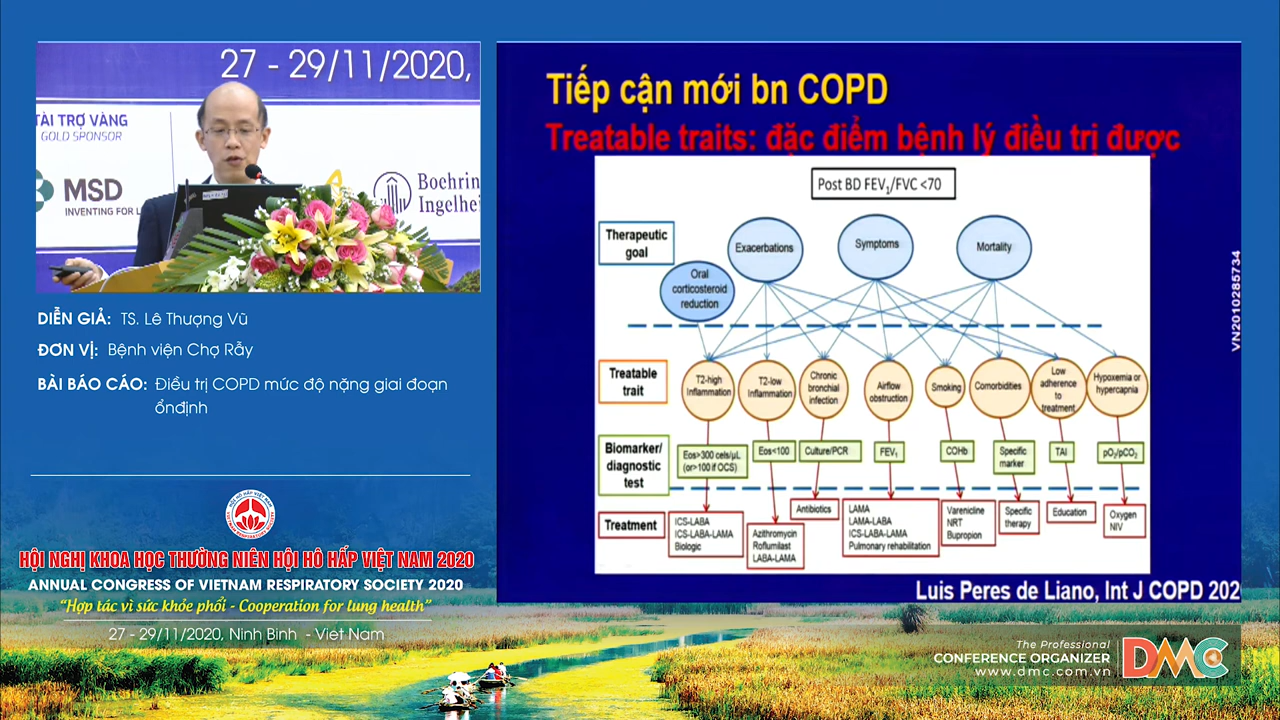 27 - 29/11/2020,
TÀI TRỢ VÀNG
GOLD SPONSOR
MSD
INVENTING FOR L
Boehrin
Ingelhei
DIỄN GIẢ: TS. Lê Thượng Vũ
ĐƠN VỊ: Bệnh viện Chợ Rẫy
BÀI BÁO CÁO: Điều trị COPD mức độ nặng giai đoạn
ổnđịnh
HỘI NGHỊ KHOA HỌC THƯỜNG NIÊN HỘI HÔ HẤP VIỆT NAM 2020
ANNUAL CONGRESS OF VIETNAM RESPIRATORY SOCIETY 2020
“Hợp tác vì sức khỏe phổi - Cooperation for lung health”
27 - 29/11/2020, Ninh Binh - Viet Nam
Tiếp cận mới bn COPD
Treatable traits: đặc điểm bệnh lý điều trị được
Post BD FEV₁/FVC <70
Therapeutic
goal
Exacerbations
Symptoms
Mortality
Oral
corticosteroid
reduction
Treatable
trait
T2-high
Inflammation
T2-low
Inflammation
Chronic
bronchial
infection
Airflow
obstruction
Smoking
Comorbidities
Low
adherence
to
treatment
Hypoxemia or
hypercapnia
Biomarker/
diagnostic
test
Eos>300 cels/µL
(or>100 if OCS)
Eos<100
Culture/PCR
FEV₁
COHb
Specific
marker
TAI
pO₂/pCO₂
Treatment
ICS-LABA
ICS-LABA-LAMA
Biologic
Azithromycin
Roflumilast
LABA-LAMA
Antibiotics
LAMA
LAMA-LABA
ICS-LABA-LAMA
Pulmonary rehabilitation
Varenicline
NRT
Bupropion
Specific
therapy
Education
Oxygen
NIV
Luis Peres de Liano, Int J COPD 202
VN2010285734
The Professional
CONFERENCE ORGANIZER
www.dmc.com.vn
DMC